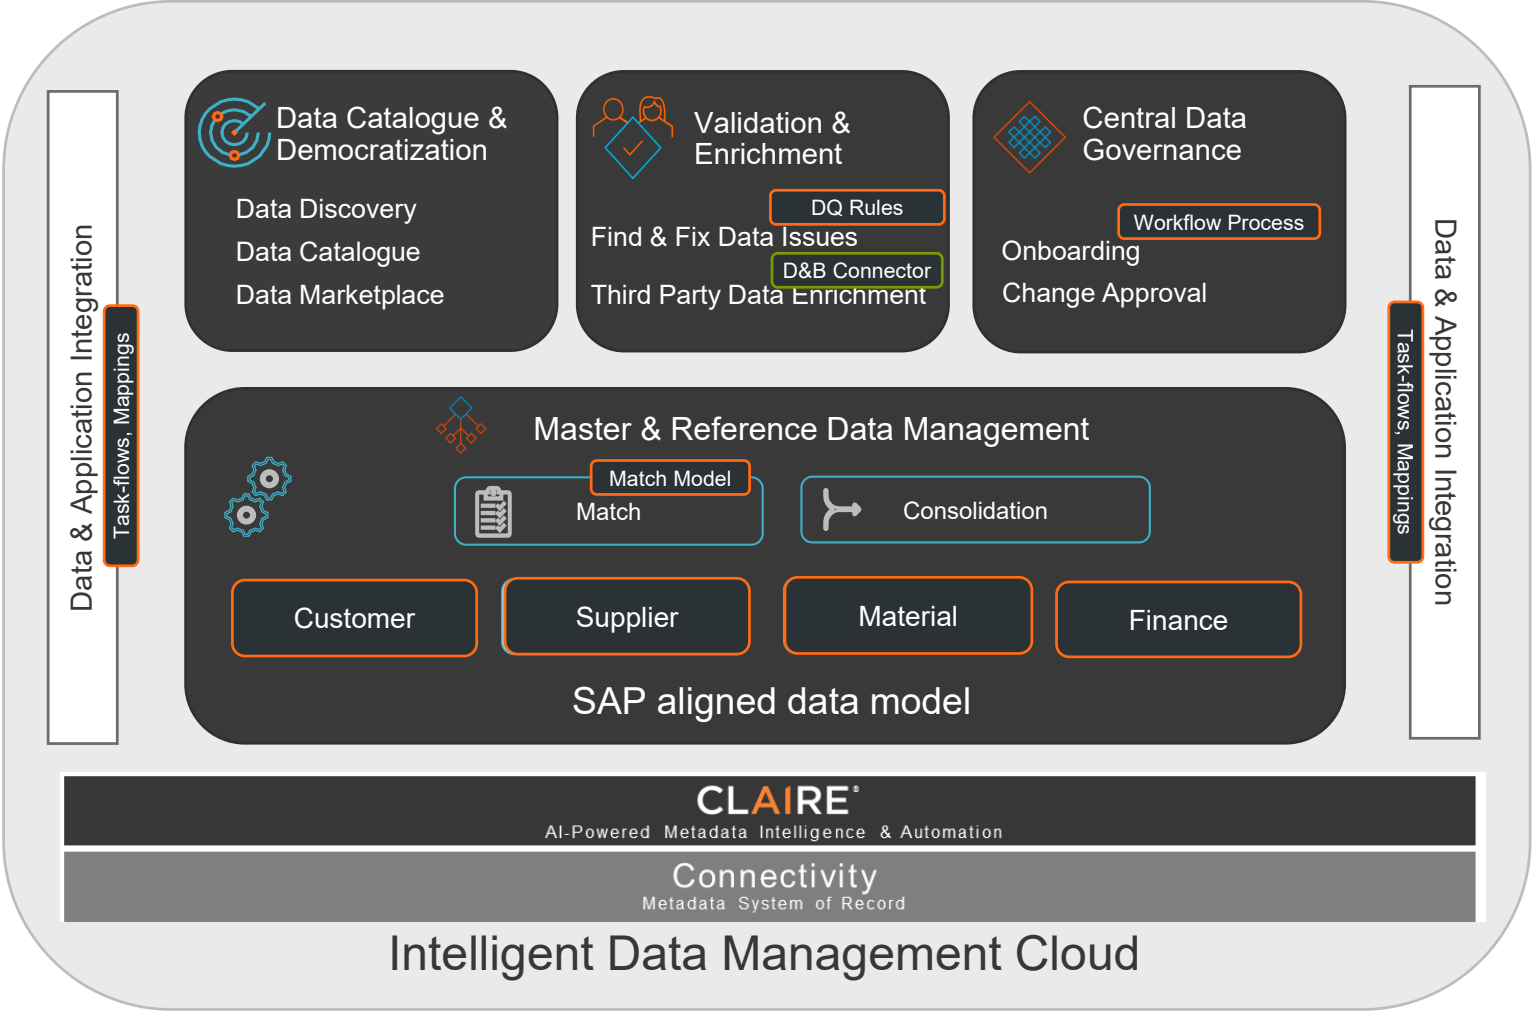 Data Catalogue &
Democratization
Data Discovery
Data Catalogue
Data Marketplace
Validation &
Enrichment
DQ Rules
Find & Fix Data Issues
D&B Connector
Third Party Data Enrichment
Central Data
Governance
Workflow Process
Onboarding
Change Approval
Data & Application Integration
Task-flows, Mappings
Data & Application Integration
Task-flows, Mappings
Master & Reference Data Management
Match Model
Match
Consolidation
Customer
Supplier
Material
Finance
SAP aligned data model
CLAIRE®
AI-Powered Metadata Intelligence & Automation
Connectivity
Metadata System of Record
Intelligent Data Management Cloud